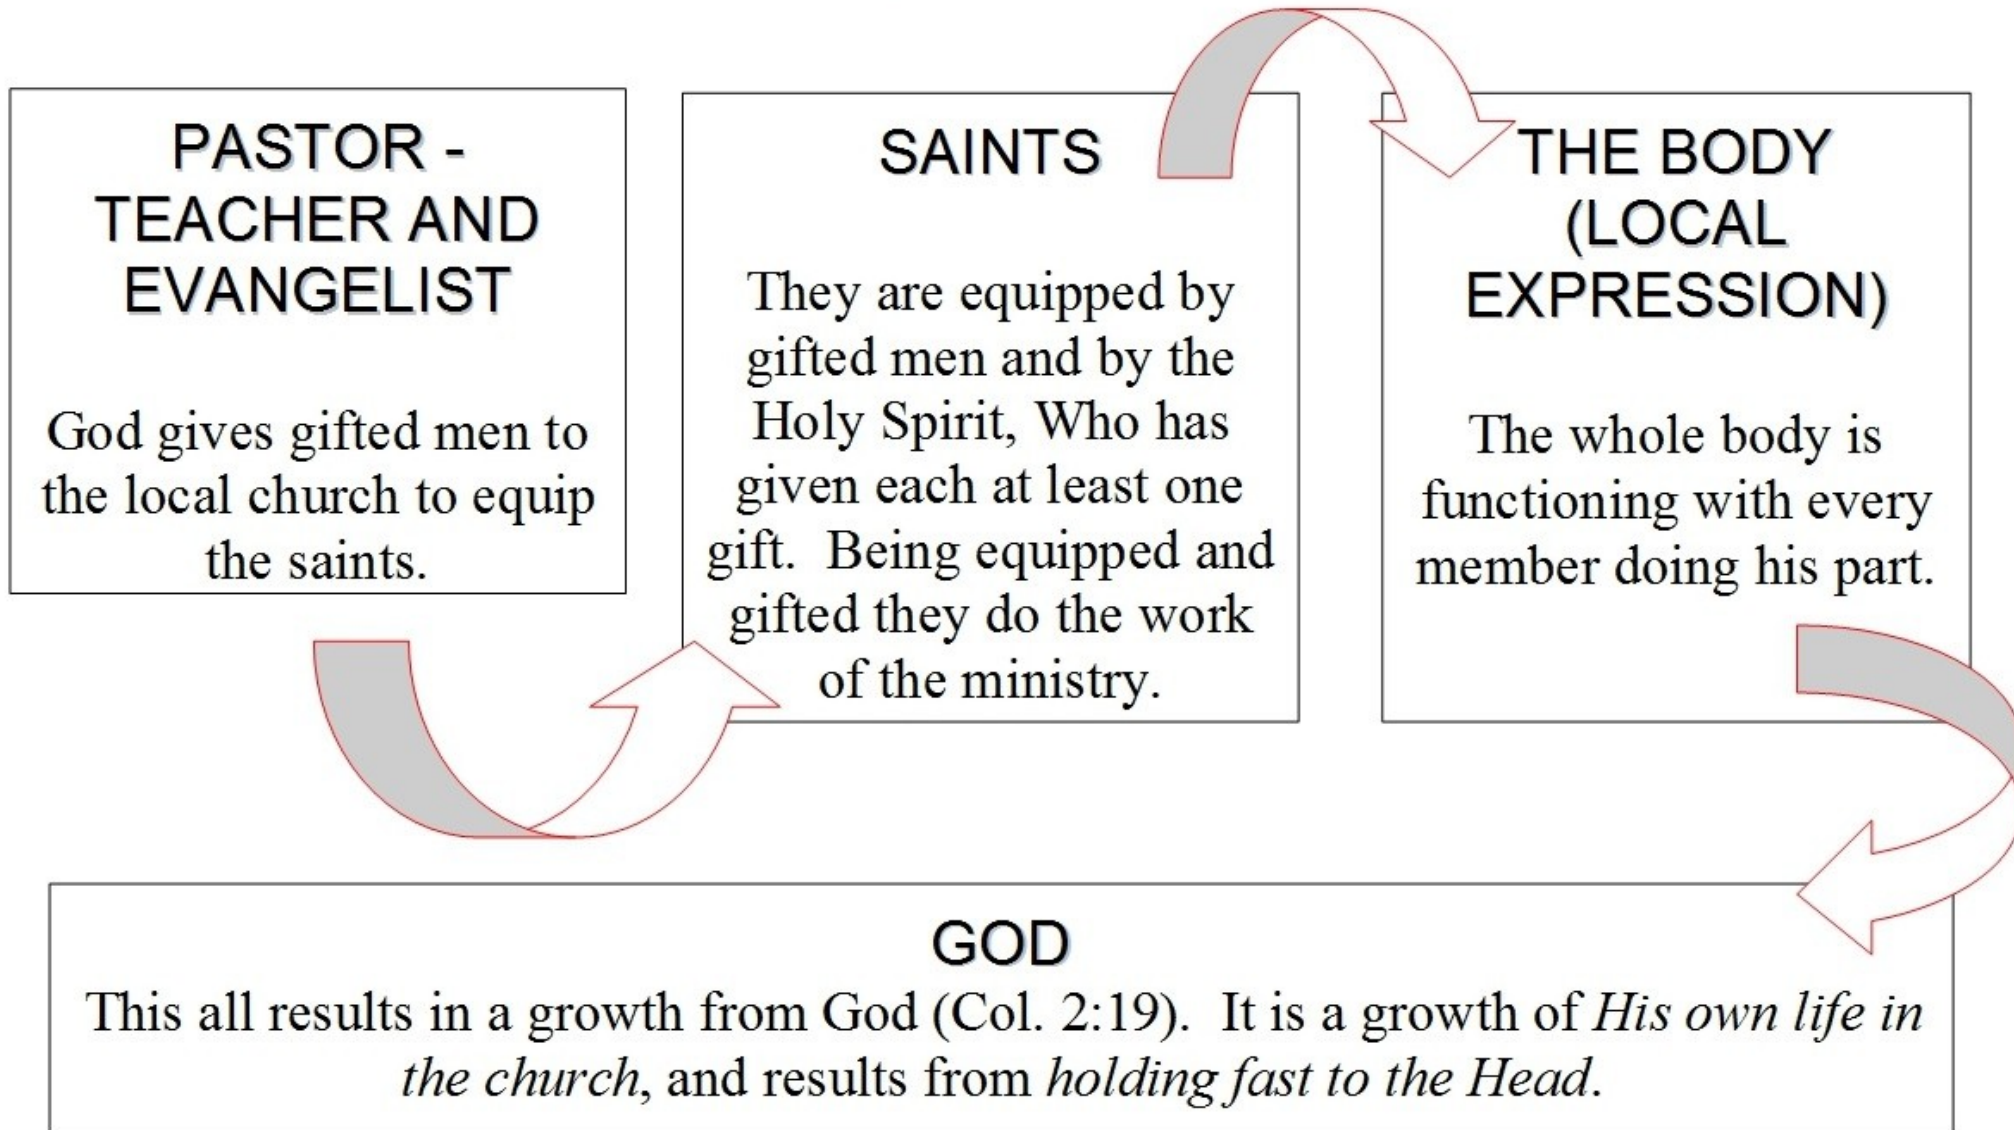 PASTOR -
TEACHER AND
EVANGELIST
God gives gifted men to
the local church to equip
the saints.
SAINTS
They are equipped by
gifted men and by the
Holy Spirit, Who has
given each at least one
gift.  Being equipped and
gifted they do the work
of the ministry.
THE BODY
(LOCAL
EXPRESSION)
The whole body is
functioning with every
member doing his part.
GOD
This all results in a growth from God (Col. 2:19).  It is a growth of His own life in
the church, and results from holding fast to the Head.